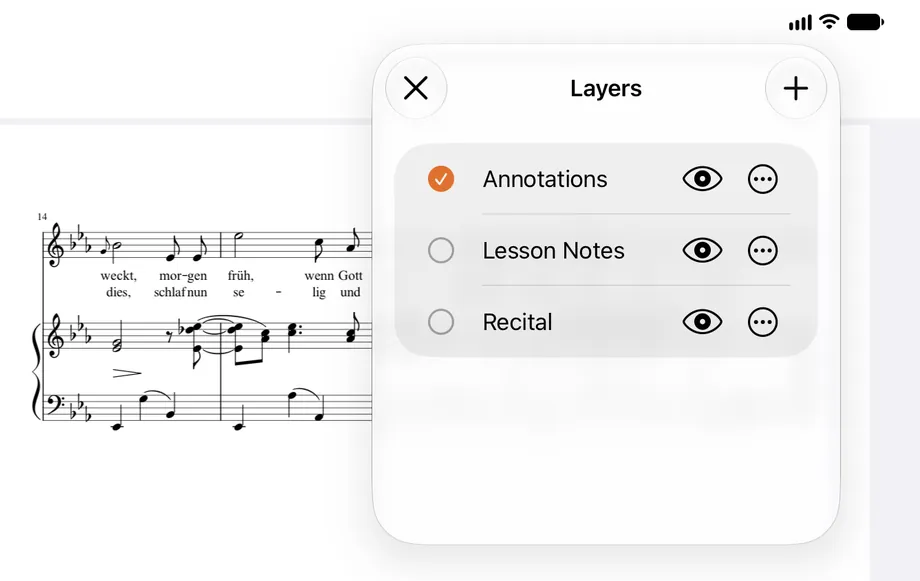 Layers
Annotations
Lesson Notes
Recital
14
weckt, mor-gen früh, wenn Gott
dies, schlaf nun se - lig und